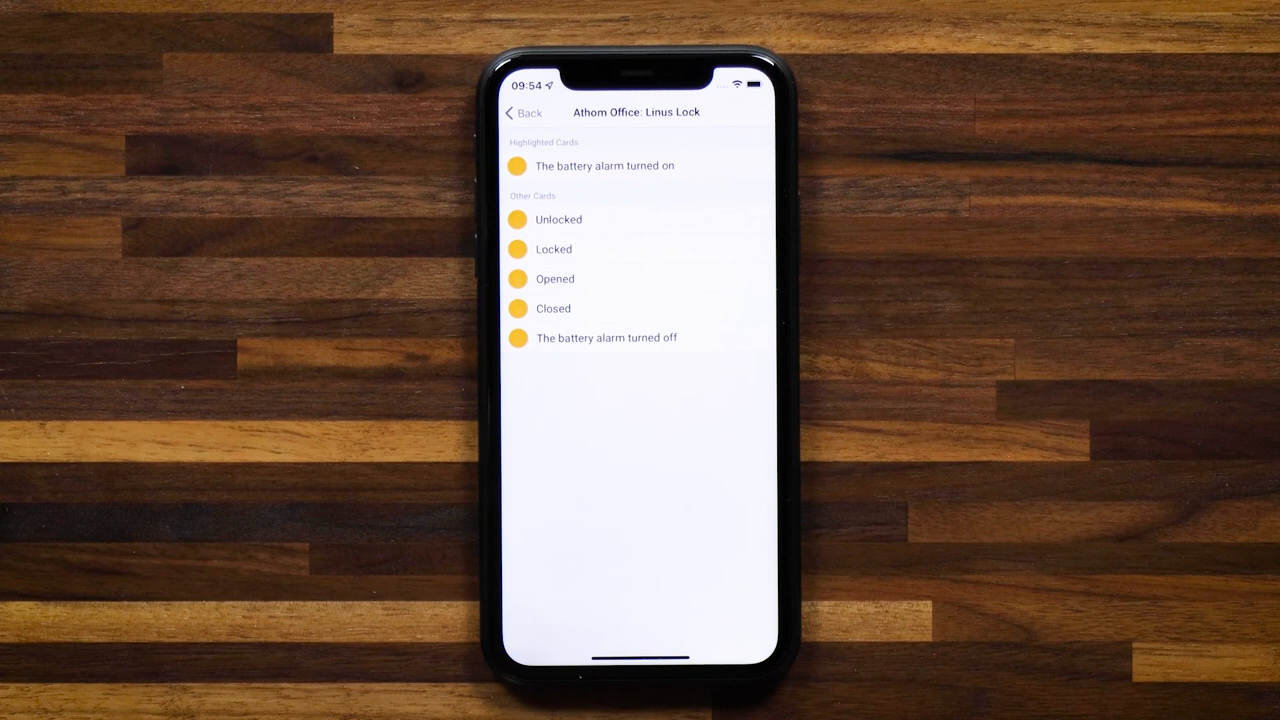 09:54
Back
Athom Office: Linus Lock
Highlighted Cards
The battery alarm turned on
Other Cards
Unlocked
Locked
Opened
Closed
The battery alarm turned off